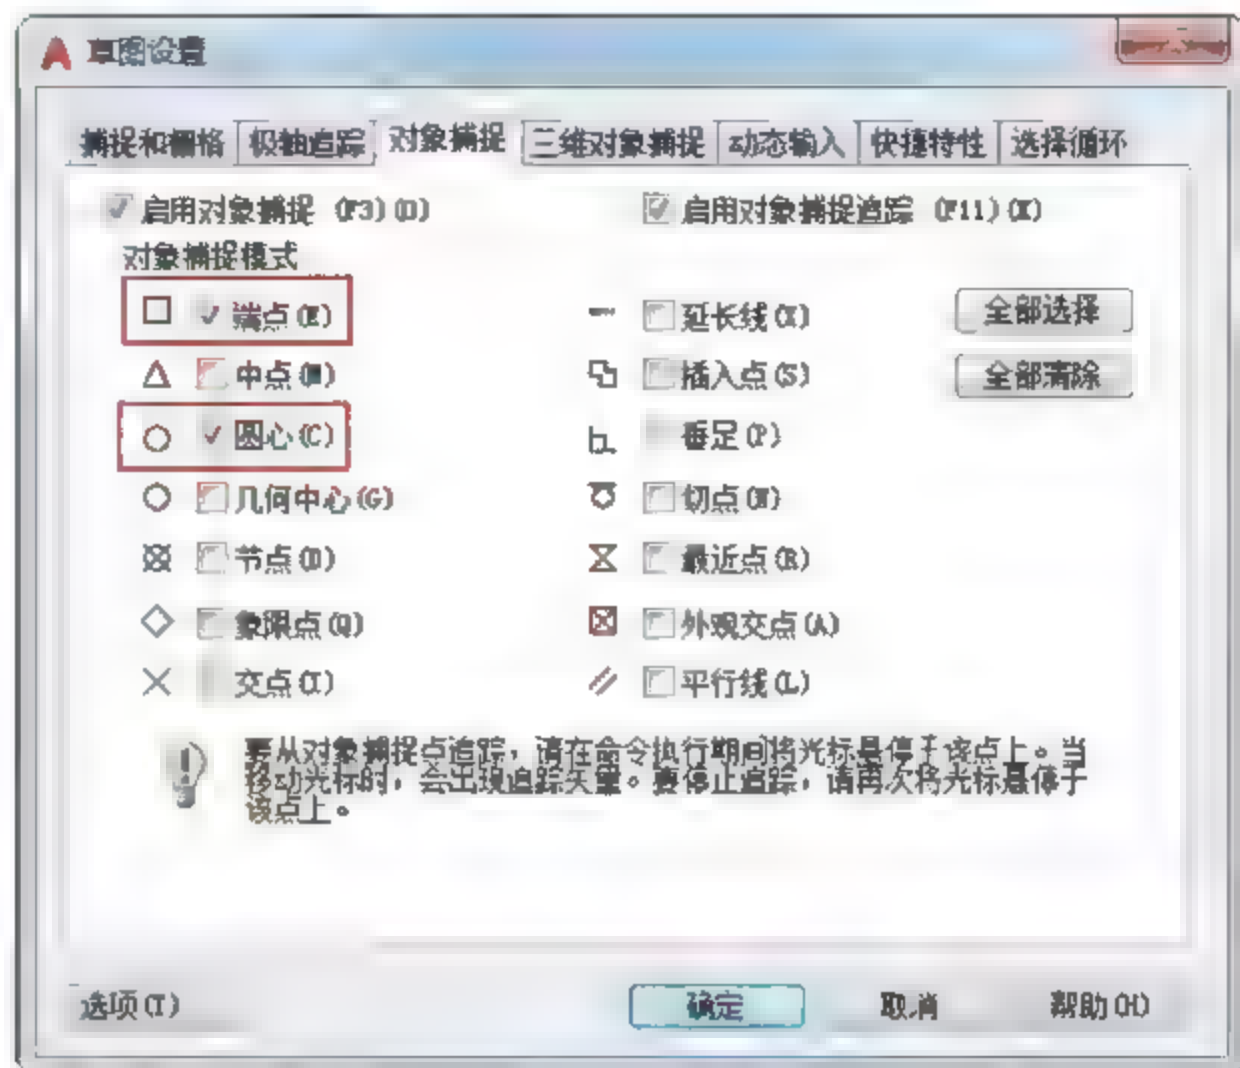 草图设置
捕捉和栅格 极轴追踪 对象捕捉 三维对象捕捉 动态输入 快捷特性 选择循环
启用对象捕捉 (F3)(O) 启用对象捕捉追踪 (F11)(K)
对象捕捉模式
端点(E) 延长线(X) 全部选择
中点(M) 插入点(S) 全部清除
圆心(C) 垂足(P)
几何中心(G) 切点(N)
节点(D) 最近点(R)
象限点(Q) 外观交点(A)
交点(I) 平行线(L)
要从对象捕捉点追踪，请在命令执行期间将光标悬停于该点上。当
移动光标时，会出现追踪矢量。要停止追踪，请再次将光标悬停于
该点上。
选项(T) 确定 取消 帮助(H)